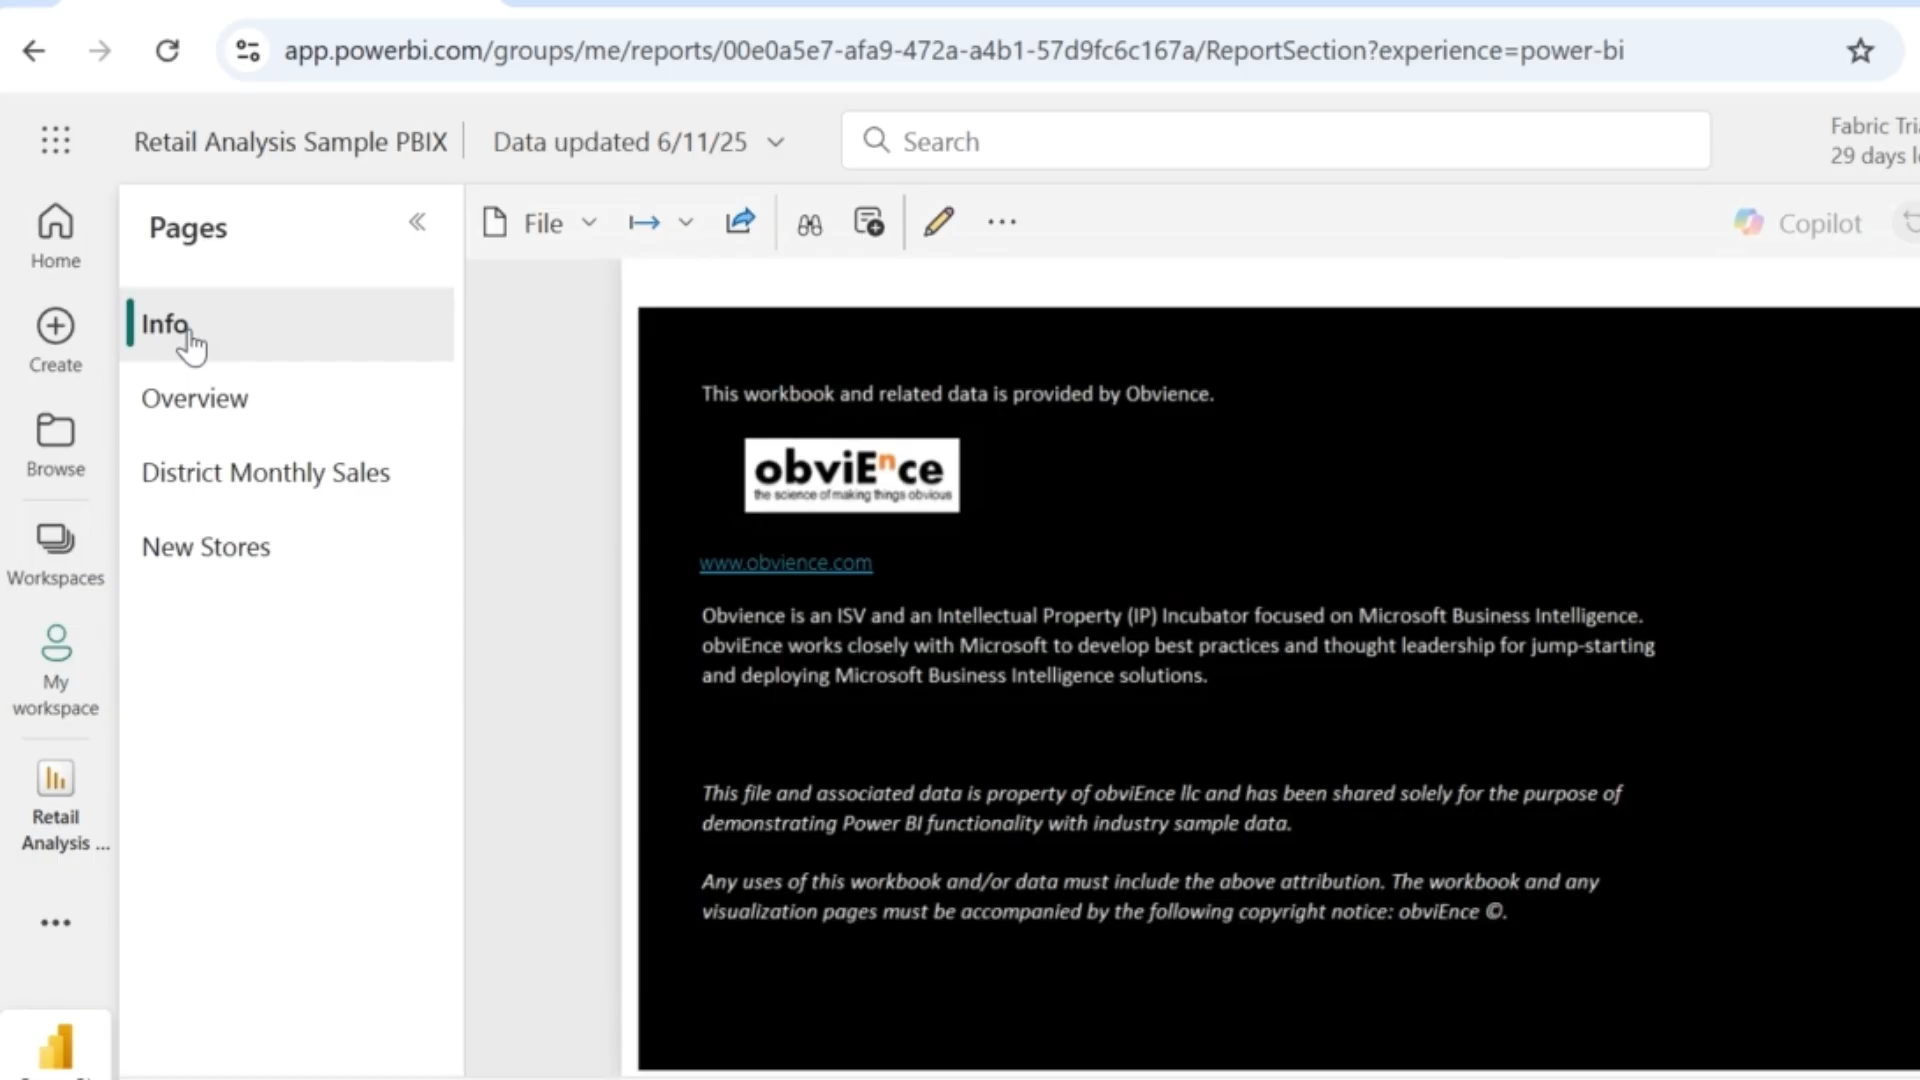 app.powerbi.com/groups/me/reports/00e0a5e7-afa9-472a-a4b1-57d9fc6c167a/ReportSection?experience=power-bi
Retail Analysis Sample PBIX
Data updated 6/11/25
Search
Fabric Tri
29 days l
Home
Create
Browse
Workspaces
My
workspace
Retail
Analysis ...
Pages
Info
Overview
District Monthly Sales
New Stores
File
Copilot
This workbook and related data is provided by Obvience.
obviEnce
the science of making things obvious
www.obvience.com
Obvience is an ISV and an Intellectual Property (IP) Incubator focused on Microsoft Business Intelligence.
obviEnce works closely with Microsoft to develop best practices and thought leadership for jump-starting
and deploying Microsoft Business Intelligence solutions.
This file and associated data is property of obviEnce llc and has been shared solely for the purpose of
demonstrating Power BI functionality with industry sample data.
Any uses of this workbook and/or data must include the above attribution. The workbook and any
visualization pages must be accompanied by the following copyright notice: obviEnce ©.